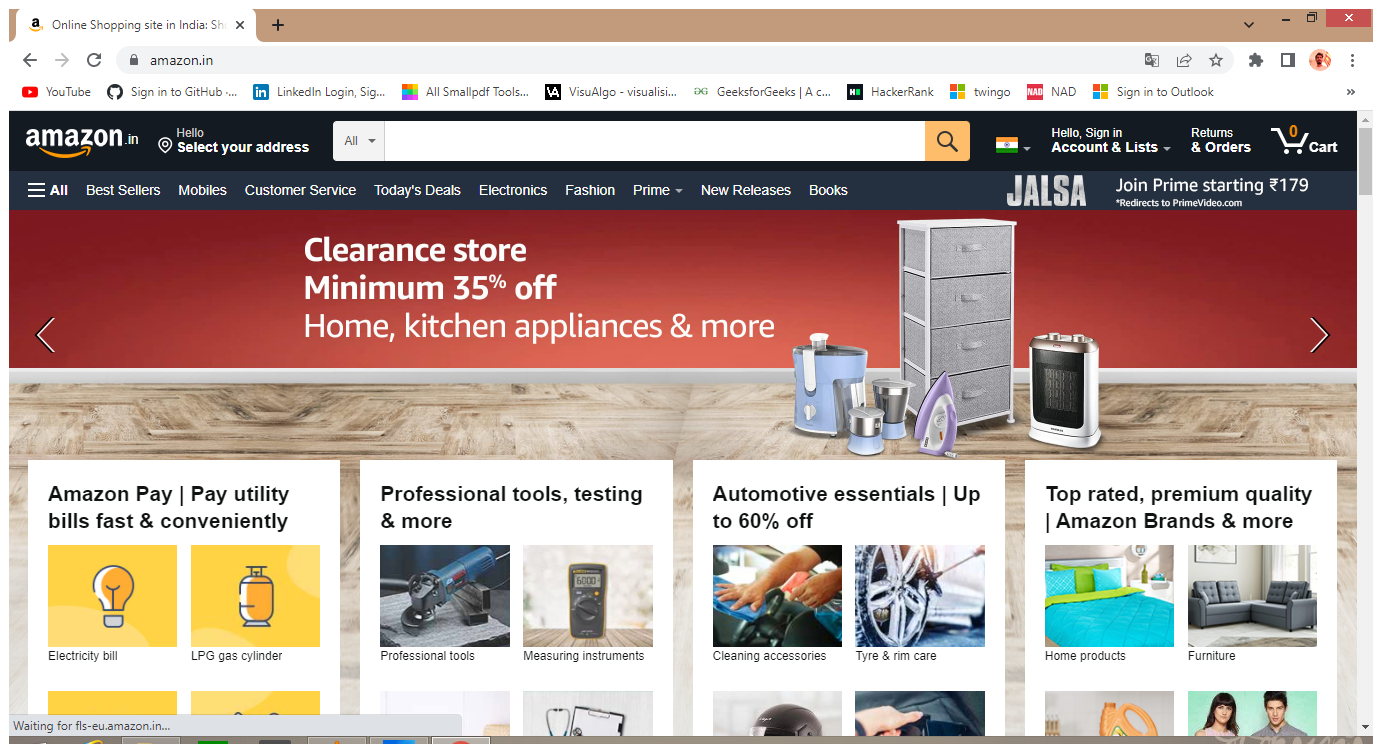 Online Shopping site in India: Sh
amazon.in
YouTube
Sign in to GitHub ·...
LinkedIn Login, Sig...
All Smallpdf Tools...
VisuAlgo - visualisi...
GeeksforGeeks | A c...
HackerRank
twingo
NAD NAD
Sign in to Outlook
»
amazon.in
Hello
Select your address
All
Hello, Sign in
Account & Lists
Returns
& Orders
0
Cart
All
Best Sellers
Mobiles
Customer Service
Today's Deals
Electronics
Fashion
Prime
New Releases
Books
JALSA
Join Prime starting ₹179
*Redirects to PrimeVideo.com
Clearance store
Minimum 35% off
Home, kitchen appliances & more
Amazon Pay | Pay utility
bills fast & conveniently
Electricity bill
LPG gas cylinder
Professional tools, testing
& more
Professional tools
Measuring instruments
Automotive essentials | Up
to 60% off
Cleaning accessories
Tyre & rim care
Top rated, premium quality
| Amazon Brands & more
Home products
Furniture
Waiting for fls-eu.amazon.in...